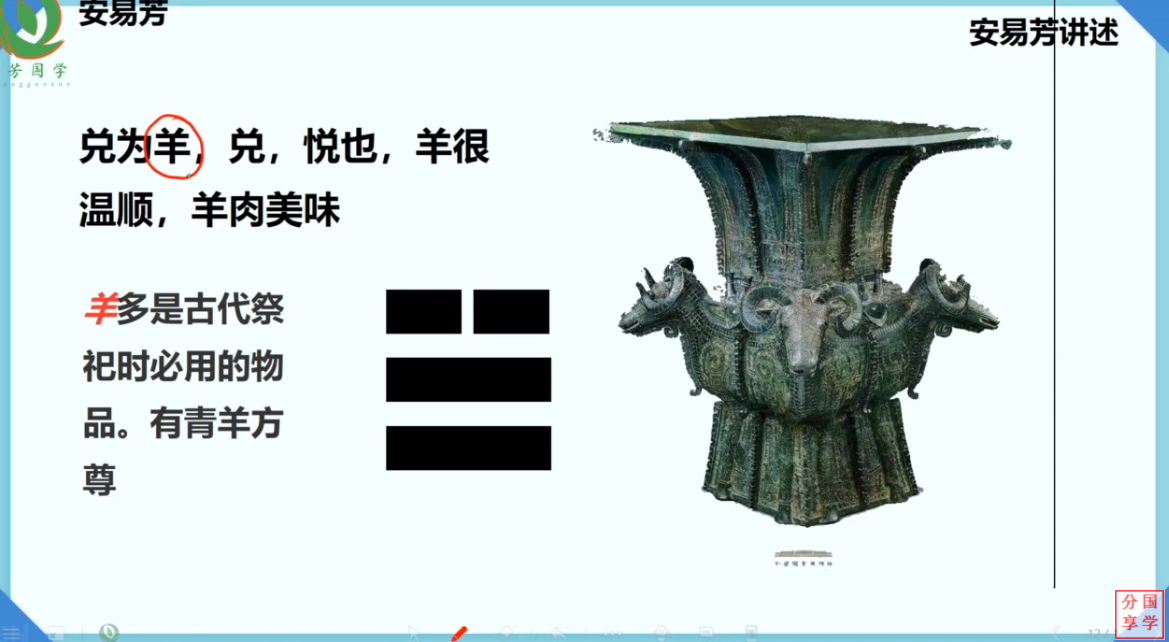 安易芳
安易芳讲述
芳国学
兑为羊，兑，悦也，羊很
温顺，羊肉美味
羊多是古代祭
祀时必用的物
品。有青羊方
尊
分国
享学